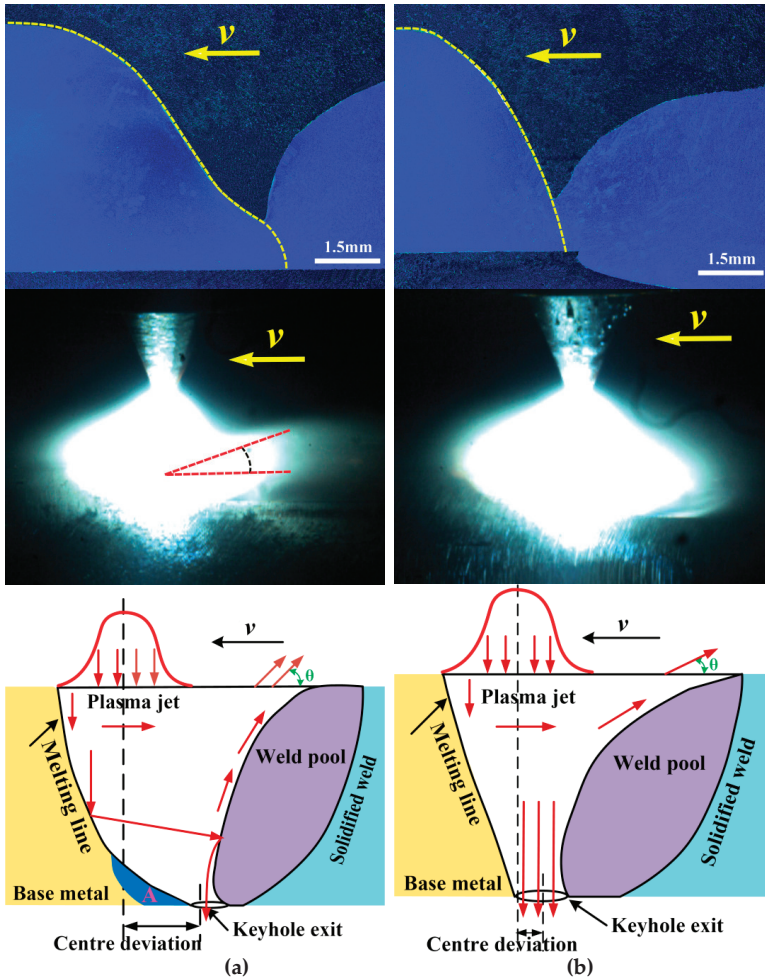 v
v
1.5mm
1.5mm
v
v
v
v
θ
θ
Plasma jet
Plasma jet
Melting line
Weld pool
Solidified weld
Melting line
Weld pool
Solidified weld
A
Base metal
Base metal
Keyhole exit
Keyhole exit
Centre deviation
Centre deviation
(a)
(b)